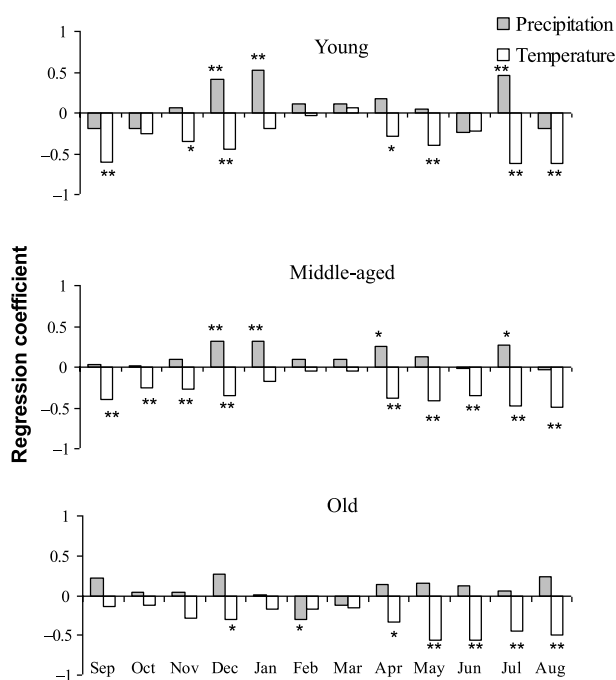 Precipitation
Temperature
Young
1
0.5
0
−0.5
−1
** ** **
** * ** * ** ** **
Regression coefficient
Middle-aged
1
0.5
0
−0.5
−1
** ** * *
** ** ** ** ** ** ** ** **
Old
1
0.5
0
−0.5
−1
* * * ** ** ** **
Sep Oct Nov Dec Jan Feb Mar Apr May Jun Jul Aug